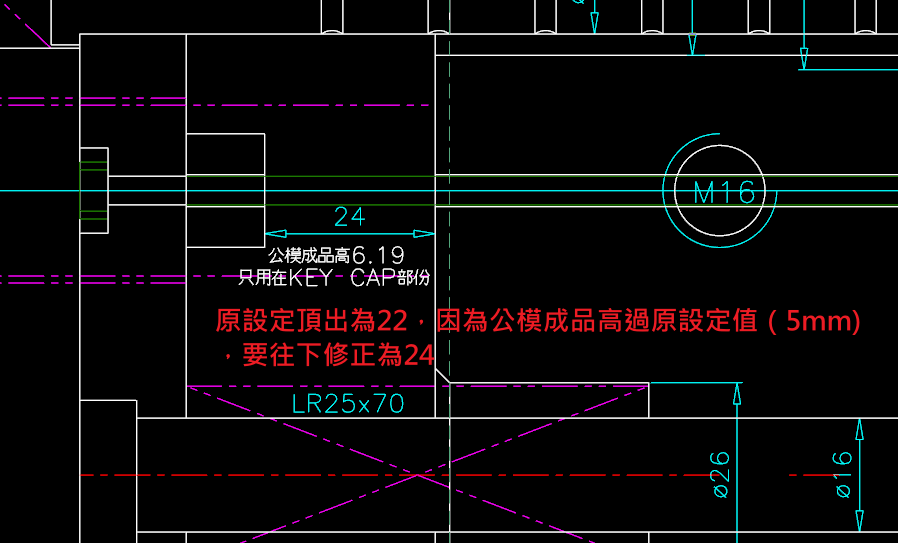 M16
24
公模成品高6.19
只用在KEY CAP部份
原設定頂出為22，因為公模成品高過原設定值（5mm)
，要往下修正為24
LR25x70
ø26
ø16